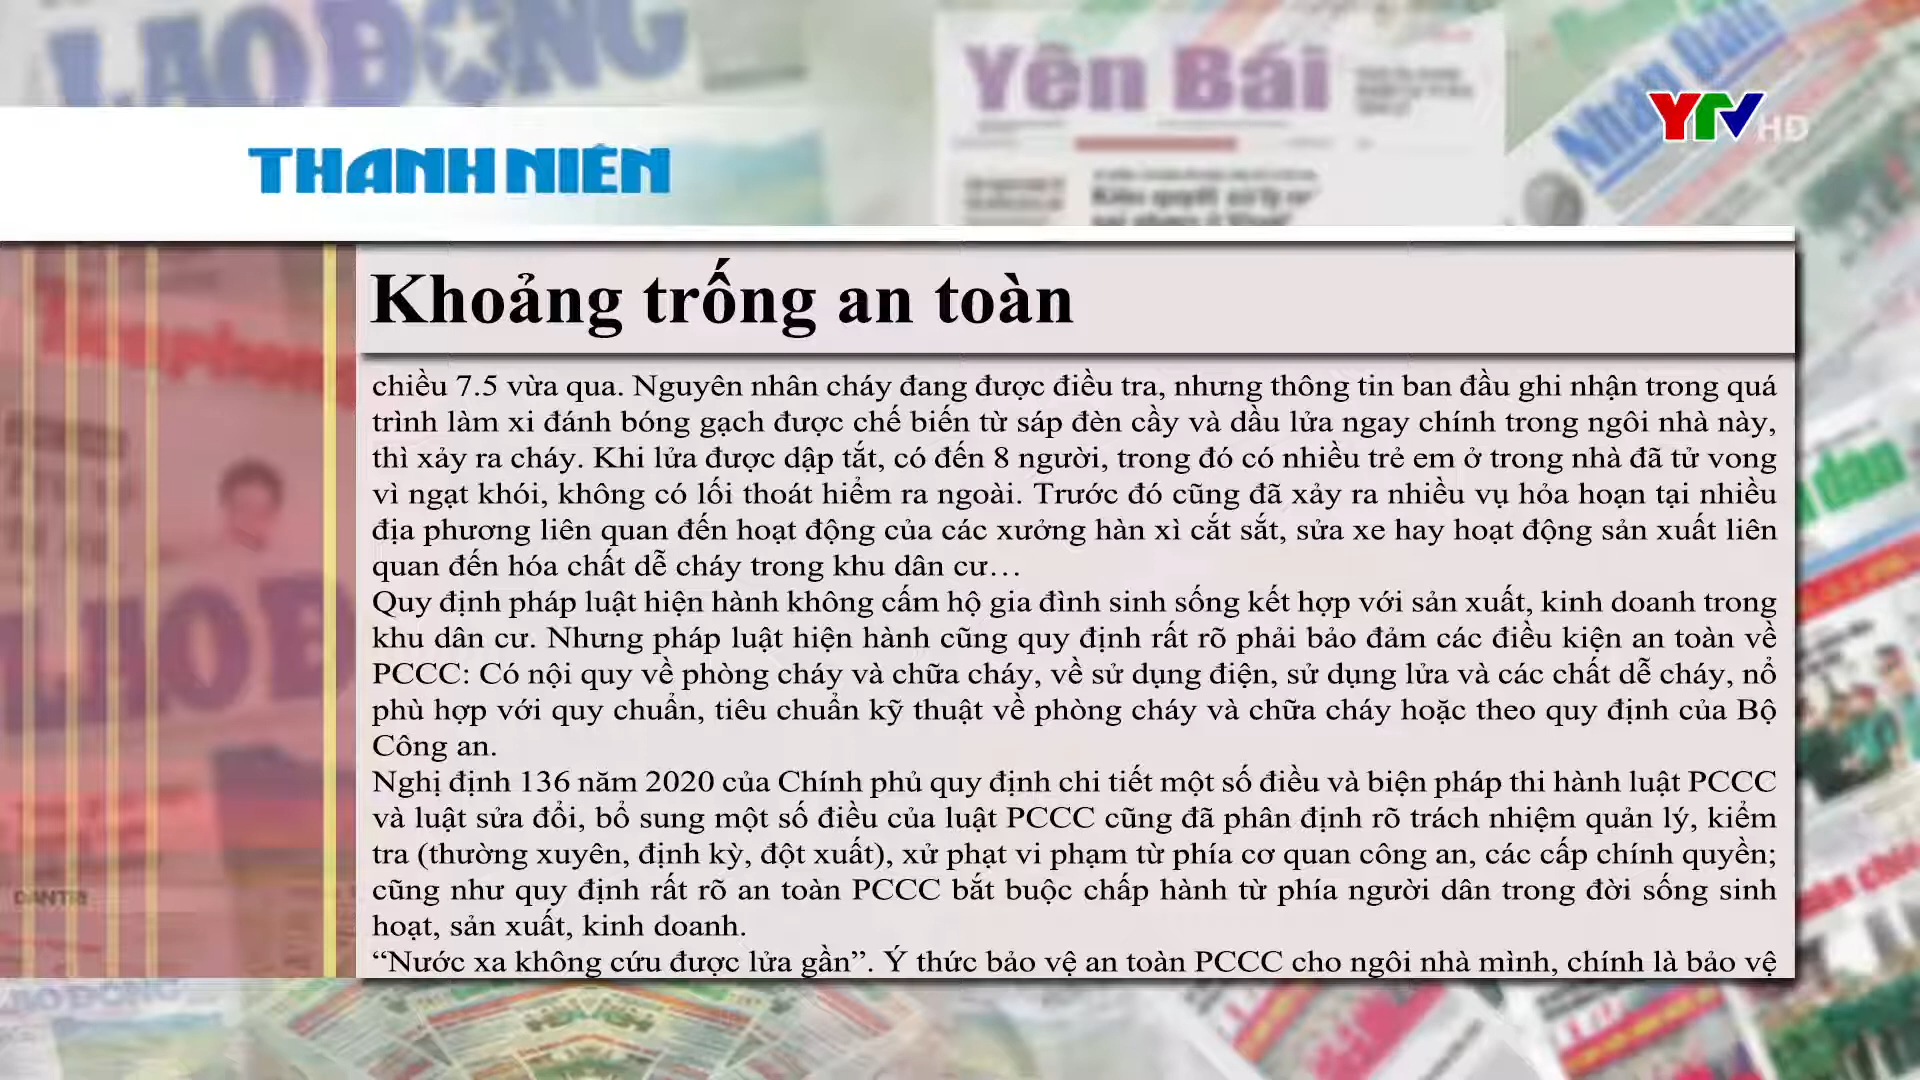 LAO ĐỘNG
Yên Bái
Nhân Dân
YTV HD
THANH NIÊN
Khoảng trống an toàn
chiều 7.5 vừa qua. Nguyên nhân cháy đang được điều tra, nhưng thông tin ban đầu ghi nhận trong quá
trình làm xi đánh bóng gạch được chế biến từ sáp đèn cầy và dầu lửa ngay chính trong ngôi nhà này,
thì xảy ra cháy. Khi lửa được dập tắt, có đến 8 người, trong đó có nhiều trẻ em ở trong nhà đã tử vong
vì ngạt khói, không có lối thoát hiểm ra ngoài. Trước đó cũng đã xảy ra nhiều vụ hỏa hoạn tại nhiều
địa phương liên quan đến hoạt động của các xưởng hàn xì cắt sắt, sửa xe hay hoạt động sản xuất liên
quan đến hóa chất dễ cháy trong khu dân cư…
Quy định pháp luật hiện hành không cấm hộ gia đình sinh sống kết hợp với sản xuất, kinh doanh trong
khu dân cư. Nhưng pháp luật hiện hành cũng quy định rất rõ phải bảo đảm các điều kiện an toàn về
PCCC: Có nội quy về phòng cháy và chữa cháy, về sử dụng điện, sử dụng lửa và các chất dễ cháy, nổ
phù hợp với quy chuẩn, tiêu chuẩn kỹ thuật về phòng cháy và chữa cháy hoặc theo quy định của Bộ
Công an.
Nghị định 136 năm 2020 của Chính phủ quy định chi tiết một số điều và biện pháp thi hành luật PCCC
và luật sửa đổi, bổ sung một số điều của luật PCCC cũng đã phân định rõ trách nhiệm quản lý, kiểm
tra (thường xuyên, định kỳ, đột xuất), xử phạt vi phạm từ phía cơ quan công an, các cấp chính quyền;
cũng như quy định rất rõ an toàn PCCC bắt buộc chấp hành từ phía người dân trong đời sống sinh
hoạt, sản xuất, kinh doanh.
“Nước xa không cứu được lửa gần”. Ý thức bảo vệ an toàn PCCC cho ngôi nhà mình, chính là bảo vệ
LAO Đ
DANTRI
LAO ĐỘNG